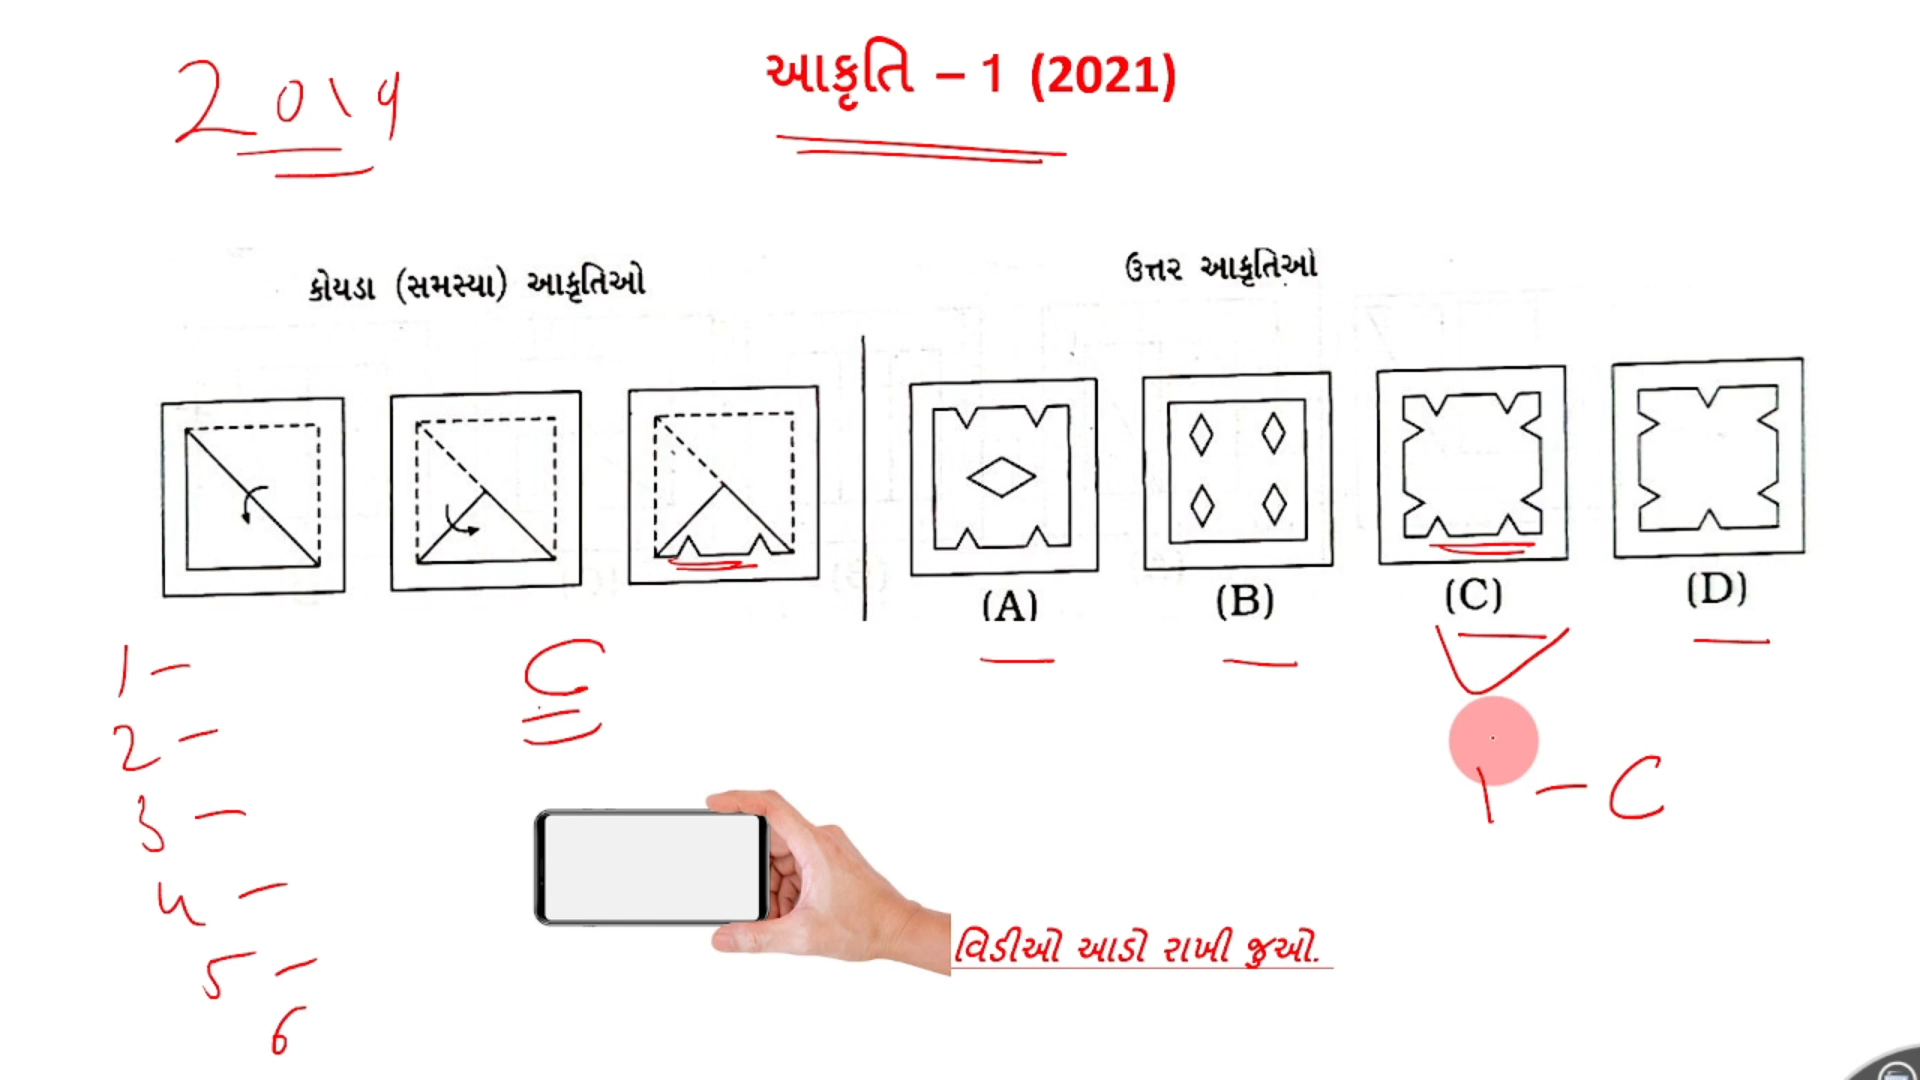 2019
આકૃતિ – 1 (2021)
કોયડા (સમસ્યા) આકૃતિઓ
ઉત્તર આકૃતિઓ
(A) (B) (C) (D)
1 –
2 –
3 –
4 –
5 –
6
C
1 – C
વિડીઓ આડો રાખી જુઓ.